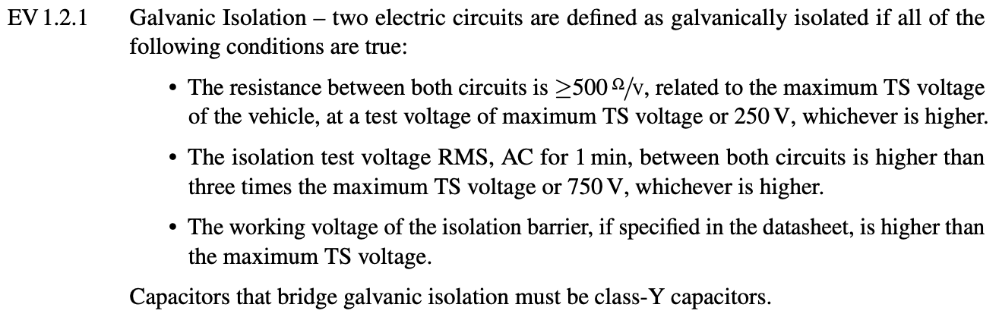 EV 1.2.1 Galvanic Isolation – two electric circuits are defined as galvanically isolated if all of the
following conditions are true:
• The resistance between both circuits is ≥500 Ω/V, related to the maximum TS voltage
of the vehicle, at a test voltage of maximum TS voltage or 250 V, whichever is higher.
• The isolation test voltage RMS, AC for 1 min, between both circuits is higher than
three times the maximum TS voltage or 750 V, whichever is higher.
• The working voltage of the isolation barrier, if specified in the datasheet, is higher than
the maximum TS voltage.
Capacitors that bridge galvanic isolation must be class-Y capacitors.